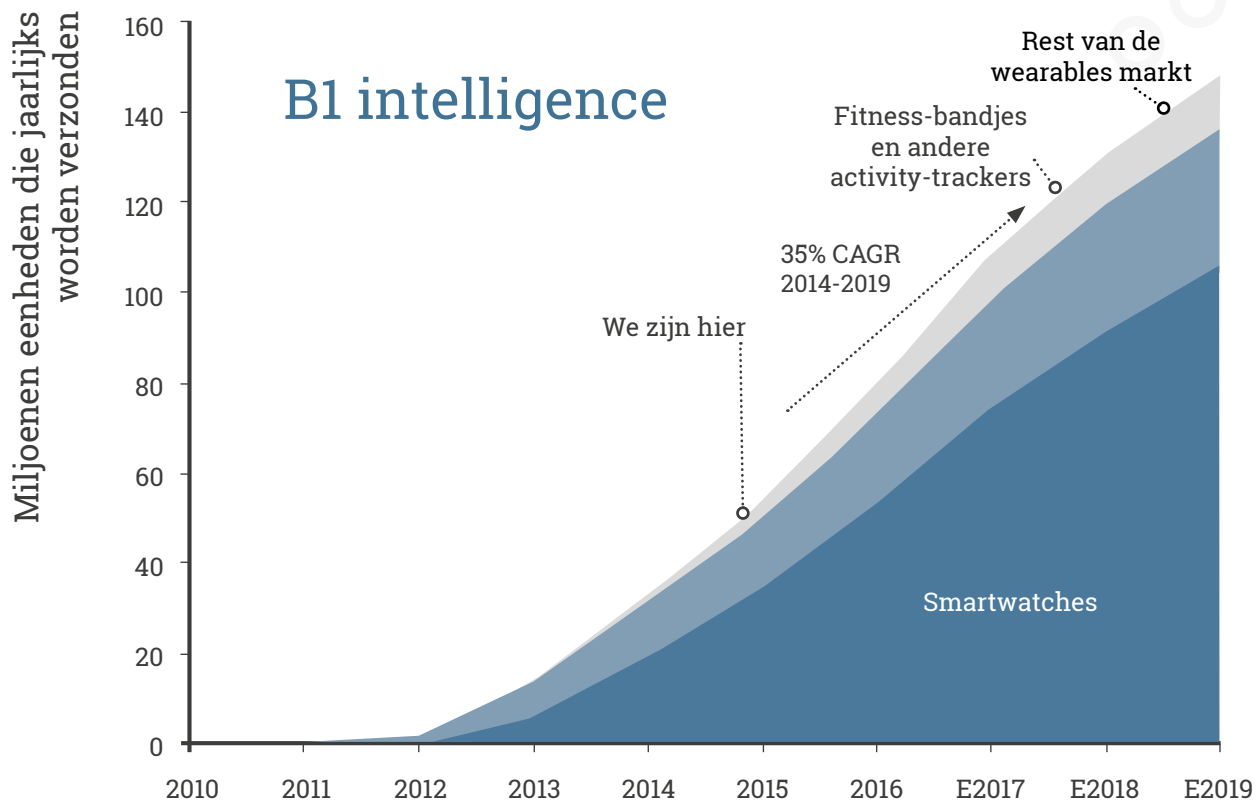 Miljoenen eenheden die jaarlijks
worden verzonden
B1 intelligence
160
140
120
100
80
60
40
20
0
Rest van de
wearables markt
Fitness-bandjes
en andere
activity-trackers
35% CAGR
2014-2019
We zijn hier
Smartwatches
2010
2011
2012
2013
2014
2015
2016
E2017
E2018
E2019